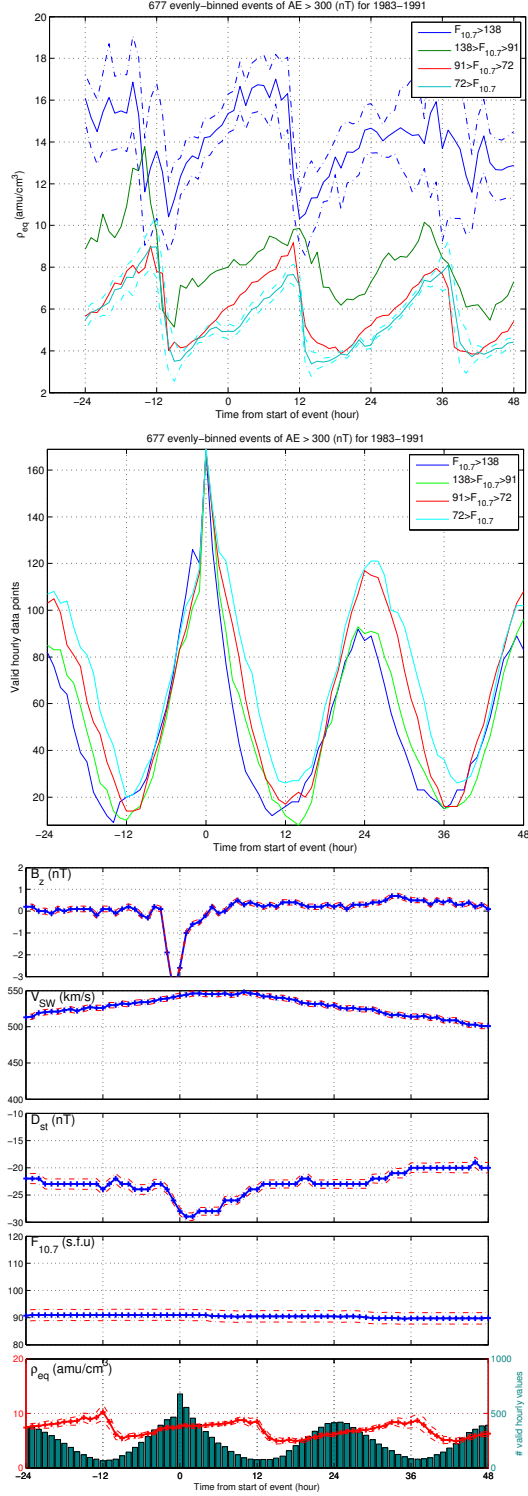 677 evenly−binned events of AE > 300 (nT) for 1983−1991
F10.7>138
138>F10.7>91
91>F10.7>72
72>F10.7
20
18
16
14
12
10
8
6
4
2
ρeq (amu/cm3)
−24 −12 0 12 24 36 48
Time from start of event (hour)
677 evenly−binned events of AE > 300 (nT) for 1983−1991
F10.7>138
138>F10.7>91
91>F10.7>72
72>F10.7
160
140
120
100
80
60
40
20
Valid hourly data points
−24 −12 0 12 24 36 48
Time from start of event (hour)
Bz (nT)
2
1
0
−1
−2
−3
VSW (km/s)
550
500
450
400
Dst (nT)
−10
−15
−20
−25
−30
F10.7 (s.f.u)
120
110
100
90
80
ρeq (amu/cm3)
20
10
0
1000
500
0
# valid hourly values
−24 −12 0 12 24 36 48
Time from start of event (hour)